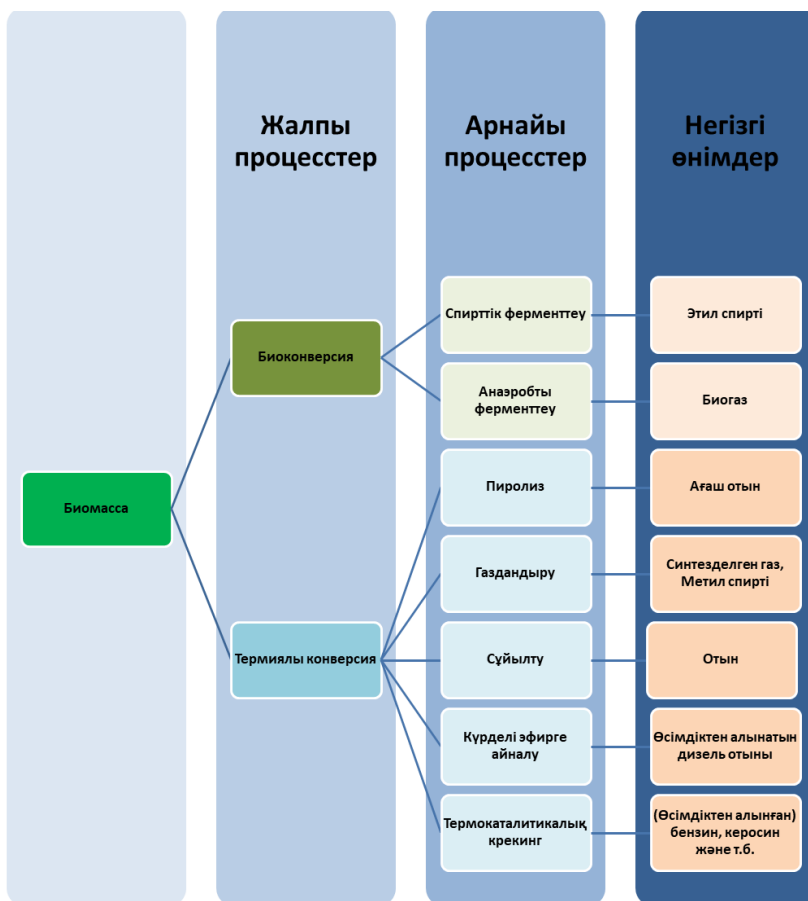 Жалпы
процесстер
Арнайы
процесстер
Негізгі
өнімдер
Биомасса
Биоконверсия
Термиялы конверсия
Спирттік ферменттеу
Анаэробты
ферменттеу
Пиролиз
Газдандыру
Сұйылту
Күрделі эфирге
айналу
Термокаталитикалық
крекинг
Этил спирті
Биогаз
Ағаш отын
Синтезделген газ,
Метил спирті
Отын
Өсімдіктен алынатын
дизель отыны
(Өсімдіктен алынған)
бензин, керосин
және т.б.